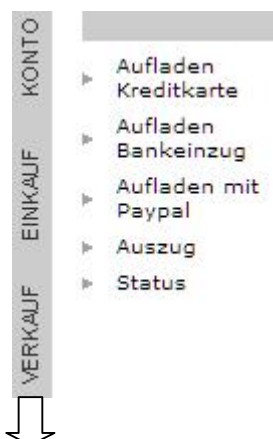 KONTO
EINKAUF
VERKAUF
Aufladen
Kreditkarte
Aufladen
Bankeinzug
Aufladen mit
Paypal
Auszug
Status